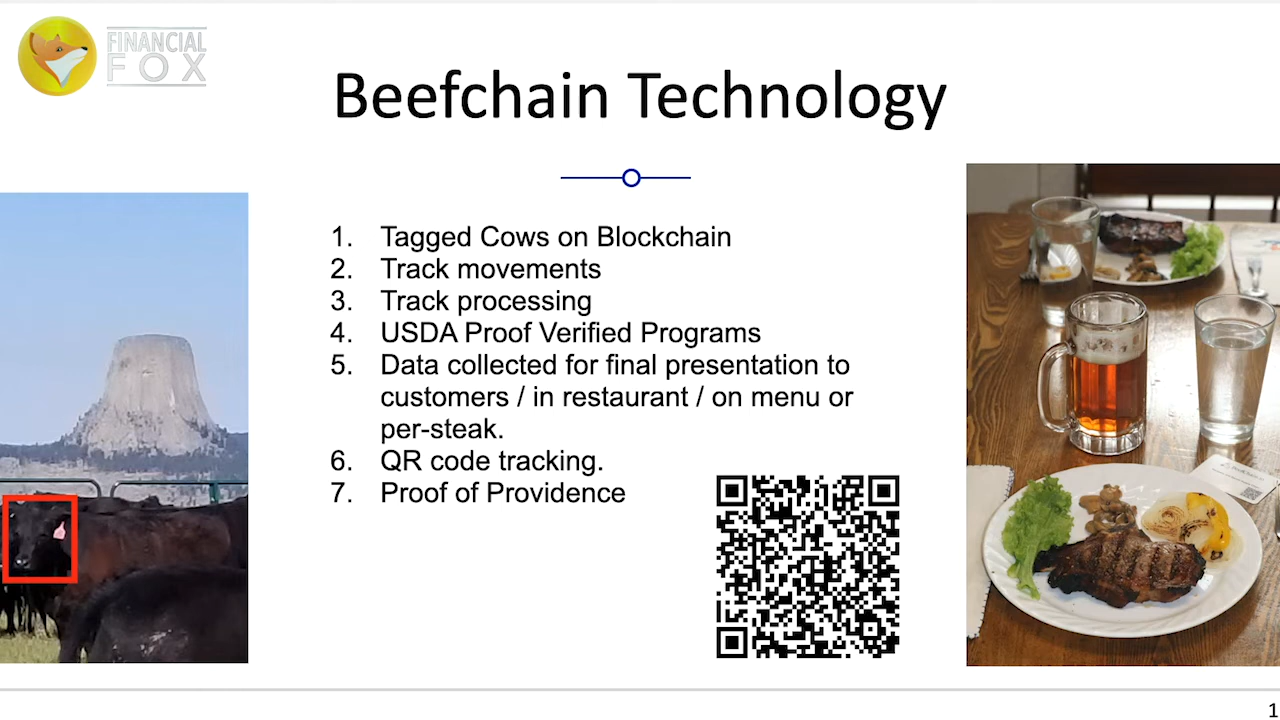 FINANCIAL
FOX
Beefchain Technology
1. Tagged Cows on Blockchain
2. Track movements
3. Track processing
4. USDA Proof Verified Programs
5. Data collected for final presentation to
customers / in restaurant / on menu or
per-steak.
6. QR code tracking.
7. Proof of Providence
1